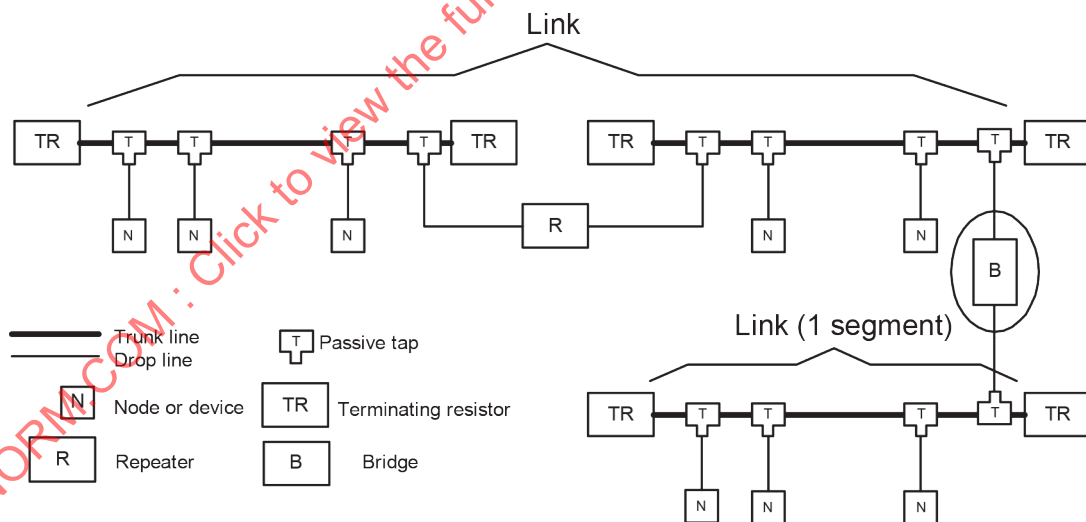 Link
TR T T T T TR TR T T T T TR
N N N R N N
B
Trunk line
Drop line
T Passive tap
Link (1 segment)
N Node or device
TR Terminating resistor
TR T T T T TR
R Repeater
B Bridge
N N N
ORM.COM : Click to view the ful